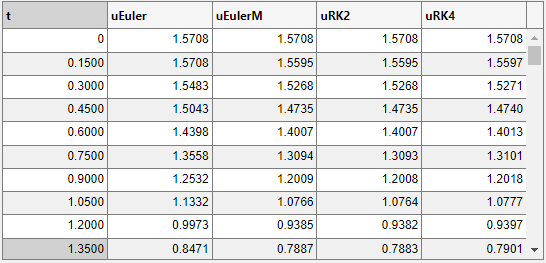 t uEuler uEulerM uRK2 uRK4
0 1.5708 1.5708 1.5708 1.5708
0.1500 1.5708 1.5595 1.5595 1.5597
0.3000 1.5483 1.5268 1.5268 1.5271
0.4500 1.5043 1.4735 1.4735 1.4740
0.6000 1.4398 1.4007 1.4007 1.4013
0.7500 1.3558 1.3094 1.3093 1.3101
0.9000 1.2532 1.2009 1.2008 1.2018
1.0500 1.1332 1.0766 1.0764 1.0777
1.2000 0.9973 0.9385 0.9382 0.9397
1.3500 0.8471 0.7887 0.7883 0.7901